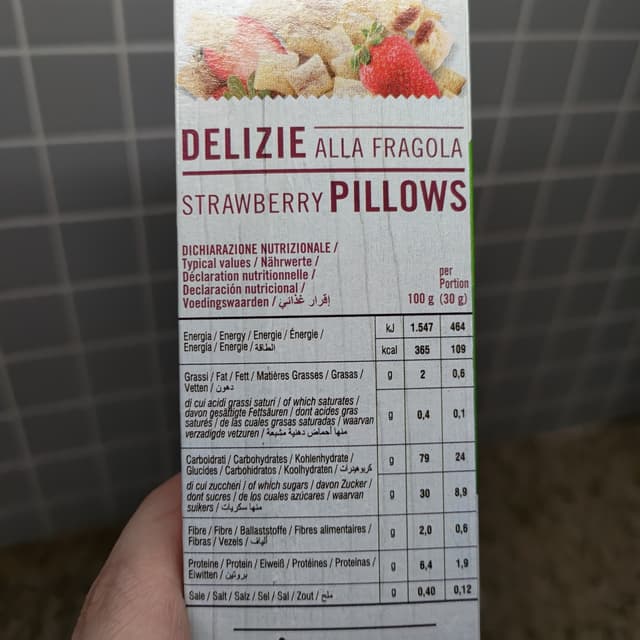 DELIZIE ALLA FRAGOLA
STRAWBERRY PILLOWS
DICHIARAZIONE NUTRIZIONALE /
Typical values / Nährwerte /
Déclaration nutritionnelle /
Declaración nutricional /
Voedingswaarden / إقرار غذائي
per
Portion
100 g (30 g)
Energia / Energy / Energie / Énergie /
Energía / Energie / الطاقة
kJ 1.547 464
kcal 365 109
Grassi / Fat / Fett / Matières Grasses / Grasas /
Vetten / دهون
g 2 0,6
di cui acidi grassi saturi / of which saturates /
davon gesättigte Fettsäuren / dont acides gras
saturés / de las cuales grasas saturadas / waarvan
verzadigde vetzuren / منها أحماض دهنية مشبعة
g 0,4 0,1
Carboidrati / Carbohydrates / Kohlenhydrate /
Glucides / Carbohidratos / Koolhydraten / كربوهيدرات
g 79 24
di cui zuccheri / of which sugars / davon Zucker /
dont sucres / de los cuales azúcares / waarvan
suikers / منها سكريات
g 30 8,9
Fibre / Fibre / Ballaststoffe / Fibres alimentaires /
Fibras / Vezels / ألياف
g 2,0 0,6
Proteine / Protein / Eiweiß / Protéines / Proteínas /
Eiwitten / بروتين
g 6,4 1,9
Sale / Salt / Salz / Sel / Sal / Zout / ملح
g 0,40 0,12